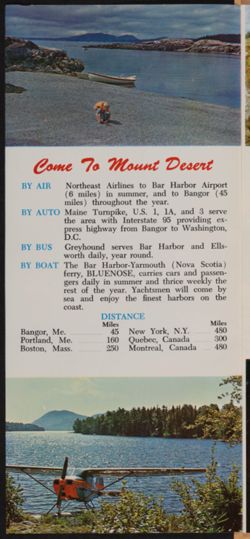 Come To Mount Desert
BY AIR Northeast Airlines to Bar Harbor Airport
(6 miles) in summer, and to Bangor (45
miles) throughout the year.
BY AUTO Maine Turnpike, U.S. 1, 1A, and 3 serve
the area with Interstate 95 providing ex-
press highway from Bangor to Washington,
D.C.
BY BUS Greyhound serves Bar Harbor and Ells-
worth daily, year round.
BY BOAT The Bar Harbor-Yarmouth (Nova Scotia)
ferry, BLUENOSE, carries cars and passen-
gers daily in summer and thrice weekly the
rest of the year. Yachtsmen will come by
sea and enjoy the finest harbors on the
coast.
DISTANCE
Miles Miles
Bangor, Me. 45 New York, N.Y. 480
Portland, Me. 160 Quebec, Canada 300
Boston, Mass. 250 Montreal, Canada 480